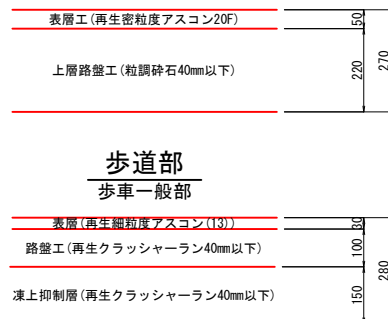 表層工(再生密粒度アスコン20F)
50
上層路盤工(粒調砕石40mm以下)
220
270
歩道部
歩車一般部
表層(再生細粒度アスコン(13))
30
路盤工(再生クラッシャーラン40mm以下)
100
280
凍上抑制層(再生クラッシャーラン40mm以下)
150